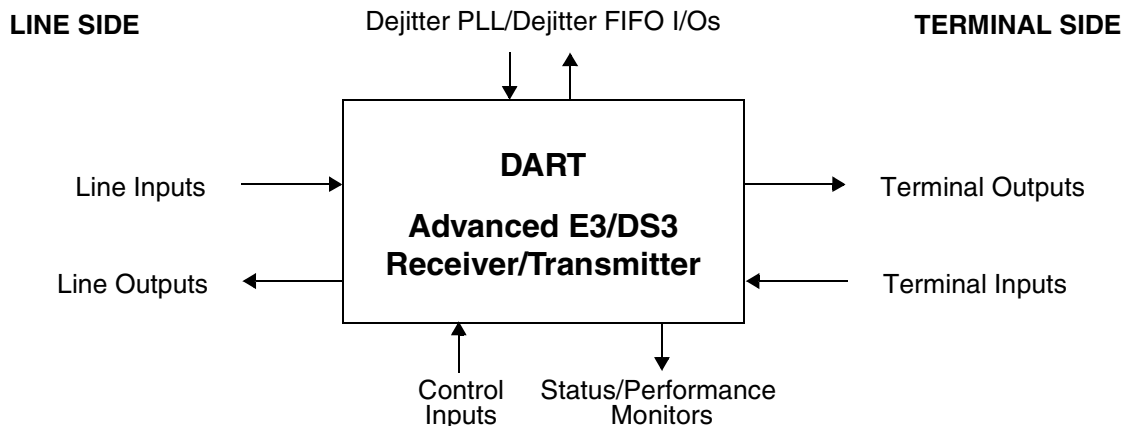 LINE SIDE
Dejitter PLL/Dejitter FIFO I/Os
TERMINAL SIDE
DART
Line Inputs
Terminal Outputs
Advanced E3/DS3
Receiver/Transmitter
Line Outputs
Terminal Inputs
Control
Inputs
Status/Performance
Monitors